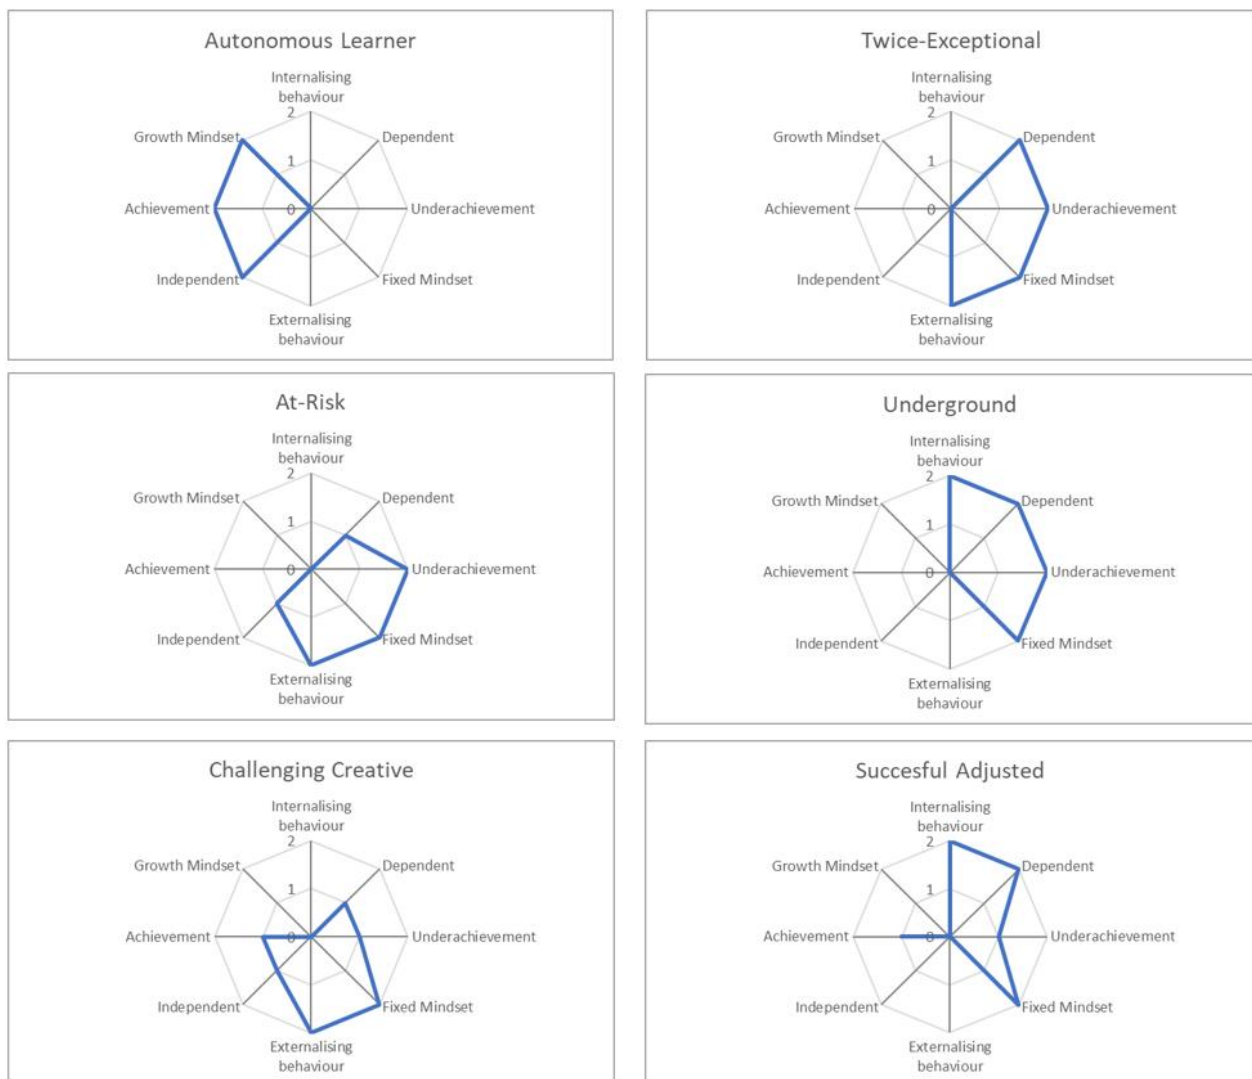 Autonomous Learner
Internalising
behaviour
2
Growth Mindset
Dependent
1
Achievement
0
Underachievement
Independent
Fixed Mindset
Externalising
behaviour
Twice-Exceptional
Internalising
behaviour
2
Growth Mindset
Dependent
1
Achievement
0
Underachievement
Independent
Fixed Mindset
Externalising
behaviour
At-Risk
Internalising
behaviour
2
Growth Mindset
Dependent
1
Achievement
0
Underachievement
Independent
Fixed Mindset
Externalising
behaviour
Underground
Internalising
behaviour
2
Growth Mindset
Dependent
1
Achievement
0
Underachievement
Independent
Fixed Mindset
Externalising
behaviour
Challenging Creative
Internalising
behaviour
2
Growth Mindset
Dependent
1
Achievement
0
Underachievement
Independent
Fixed Mindset
Externalising
behaviour
Succesful Adjusted
Internalising
behaviour
2
Growth Mindset
Dependent
1
Achievement
0
Underachievement
Independent
Fixed Mindset
Externalising
behaviour